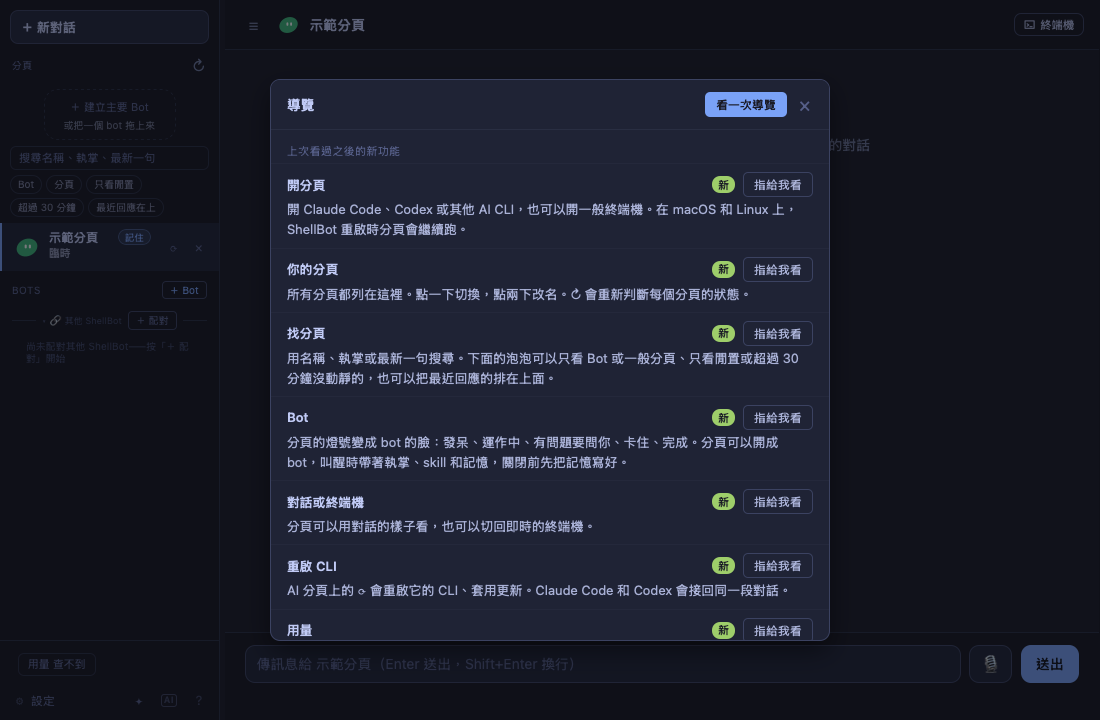 + 新對話
分頁
+ 建立主要 Bot
或把一個 bot 拖上來
搜尋名稱、執掌、最新一句
Bot
分頁
只看閒置
超過 30 分鐘
最近回應在上
示範分頁
記住
臨時
BOTS
+ Bot
其他 ShellBot
+ 配對
尚未配對其他 ShellBot——按「+ 配
對」開始
用量 查不到
設定
AI
?
示範分頁
終端機
的對話
導覽
看一次導覽
上次看過之後的新功能
開分頁
新
指給我看
開 Claude Code、Codex 或其他 AI CLI,也可以開一般終端機。在 macOS 和 Linux 上,
ShellBot 重啟時分頁會繼續跑。
你的分頁
新
指給我看
所有分頁都列在這裡。點一下切換,點兩下改名。↻ 會重新判斷每個分頁的狀態。
找分頁
新
指給我看
用名稱、執掌或最新一句搜尋。下面的泡泡可以只看 Bot 或一般分頁、只看閒置或超過 30
分鐘沒動靜的,也可以把最近回應的排在上面。
Bot
新
指給我看
分頁的燈號變成 bot 的臉:發呆、運作中、有問題要問你、卡住、完成。分頁可以開成
bot,叫醒時帶著執掌、skill 和記憶,關閉前先把記憶寫好。
對話或終端機
新
指給我看
分頁可以用對話的樣子看,也可以切回即時的終端機。
重啟 CLI
新
指給我看
AI 分頁上的 ⟳ 會重啟它的 CLI、套用更新。Claude Code 和 Codex 會接回同一段對話。
用量
新
指給我看
傳訊息給 示範分頁(Enter 送出,Shift+Enter 換行)
送出